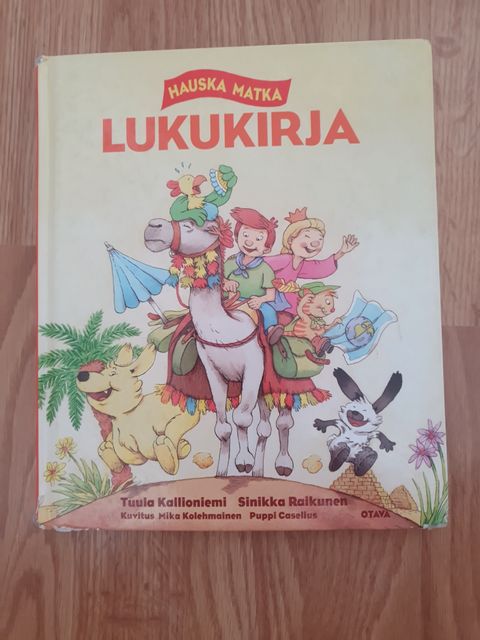 HAUSKA MATKA
LUKUKIRJA
Tuula Kallioniemi Sinikka Raikunen
Kuvitus Mika Kolehmainen Puppi Caselius
OTAVA